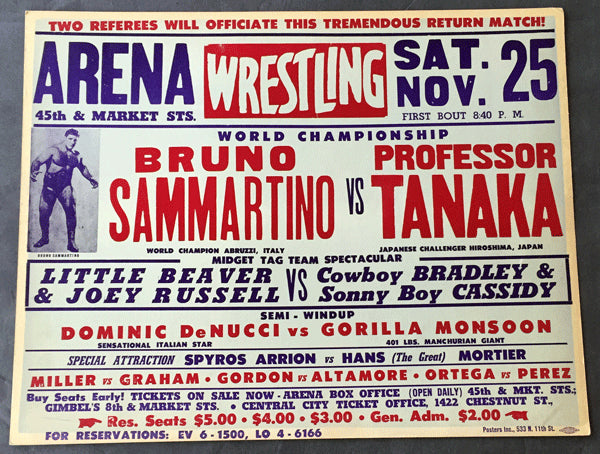 TWO REFEREES WILL OFFICIATE THIS TREMENDOUS RETURN MATCH!
ARENA
45th & MARKET STS.
WRESTLING
SAT.
NOV. 25
FIRST BOUT 8:40 P. M.
WORLD CHAMPIONSHIP
BRUNO
SAMMARTINO
VS
PROFESSOR
TANAKA
BRUNO SAMMARTINO
WORLD CHAMPION ABRUZZI, ITALY
JAPANESE CHALLENGER HIROSHIMA, JAPAN
MIDGET TAG TEAM SPECTACULAR
LITTLE BEAVER
& JOEY RUSSELL
VS
Cowboy BRADLEY &
Sonny Boy CASSIDY
SEMI - WINDUP
DOMINIC DeNUCCI vs GORILLA MONSOON
SENSATIONAL ITALIAN STAR
401 LBS. MANCHURIAN GIANT
SPECIAL ATTRACTION SPYROS ARRION vs HANS (The Great) MORTIER
MILLER vs GRAHAM • GORDON vs ALTAMORE • ORTEGA vs PEREZ
Buy Seats Early! TICKETS ON SALE NOW - ARENA BOX OFFICE (OPEN DAILY) 45th & MKT. STS.;
GIMBEL'S 8th & MARKET STS. • CENTRAL CITY TICKET OFFICE, 1422 CHESTNUT ST.,
Res. Seats $5.00 • $4.00 • $3.00 • Gen. Adm. $2.00
FOR RESERVATIONS: EV 6-1500, LO 4-6166
Posters Inc., 533 N. 11th St.